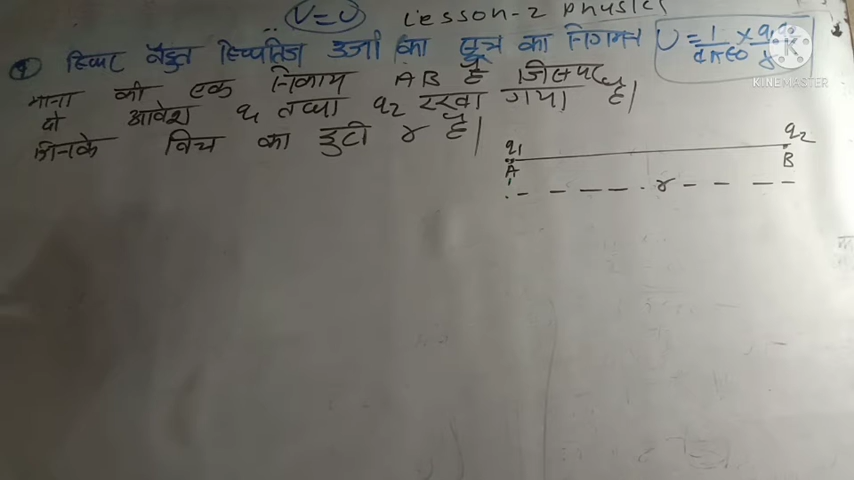 U=U Lesson-2 Physics
स्थिर वैद्युत स्थितिज उर्जा का सूत्र का निगमन U = 1/4πε0 × q1q2/r
माना की एक निकाय AB है जिसपर
दो आवेश q1 तथा q2 रखा गया है।
जिनके विच का दुरी r है।
q1 q2
A B
r
KINEMASTER